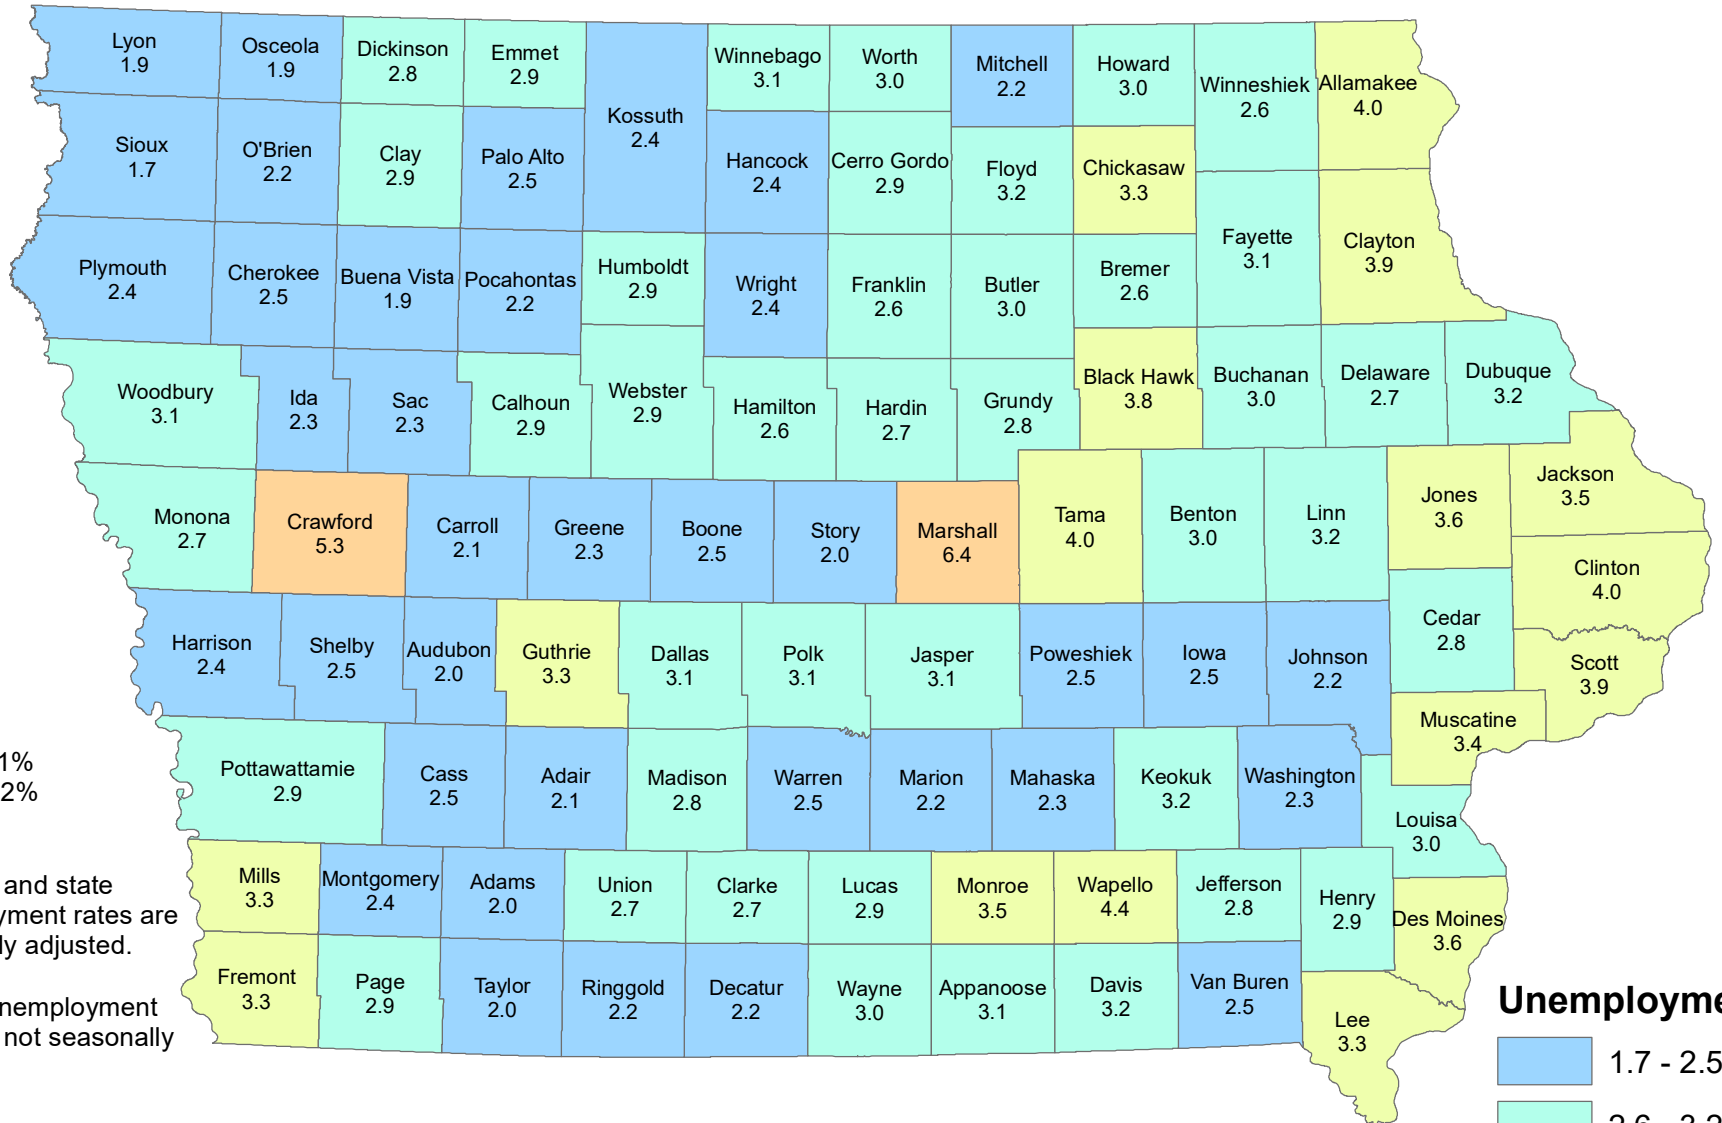 Lyon
1.9
Osceola
1.9
Dickinson
2.8
Emmet
2.9
Kossuth
2.4
Winnebago
3.1
Worth
3.0
Mitchell
2.2
Howard
3.0
Winneshiek
2.6
Allamakee
4.0
Sioux
1.7
O'Brien
2.2
Clay
2.9
Palo Alto
2.5
Hancock
2.4
Cerro Gordo
2.9
Floyd
3.2
Chickasaw
3.3
Fayette
3.1
Clayton
3.9
Plymouth
2.4
Cherokee
2.5
Buena Vista
1.9
Pocahontas
2.2
Humboldt
2.9
Wright
2.4
Franklin
2.6
Butler
3.0
Bremer
2.6
Woodbury
3.1
Ida
2.3
Sac
2.3
Calhoun
2.9
Webster
2.9
Hamilton
2.6
Hardin
2.7
Grundy
2.8
Black Hawk
3.8
Buchanan
3.0
Delaware
2.7
Dubuque
3.2
Monona
2.7
Crawford
5.3
Carroll
2.1
Greene
2.3
Boone
2.5
Story
2.0
Marshall
6.4
Tama
4.0
Benton
3.0
Linn
3.2
Jones
3.6
Jackson
3.5
Clinton
4.0
Harrison
2.4
Shelby
2.5
Audubon
2.0
Guthrie
3.3
Dallas
3.1
Polk
3.1
Jasper
3.1
Poweshiek
2.5
Iowa
2.5
Johnson
2.2
Cedar
2.8
Scott
3.9
Muscatine
3.4
1%
2%
Pottawattamie
2.9
Cass
2.5
Adair
2.1
Madison
2.8
Warren
2.5
Marion
2.2
Mahaska
2.3
Keokuk
3.2
Washington
2.3
Louisa
3.0
and state
yment rates are
ly adjusted.
Mills
3.3
Montgomery
2.4
Adams
2.0
Union
2.7
Clarke
2.7
Lucas
2.9
Monroe
3.5
Wapello
4.4
Jefferson
2.8
Henry
2.9
Des Moines
3.6
nemployment
not seasonally
Fremont
3.3
Page
2.9
Taylor
2.0
Ringgold
2.2
Decatur
2.2
Wayne
3.0
Appanoose
3.1
Davis
3.2
Van Buren
2.5
Lee
3.3
Unemployme
1.7 - 2.5